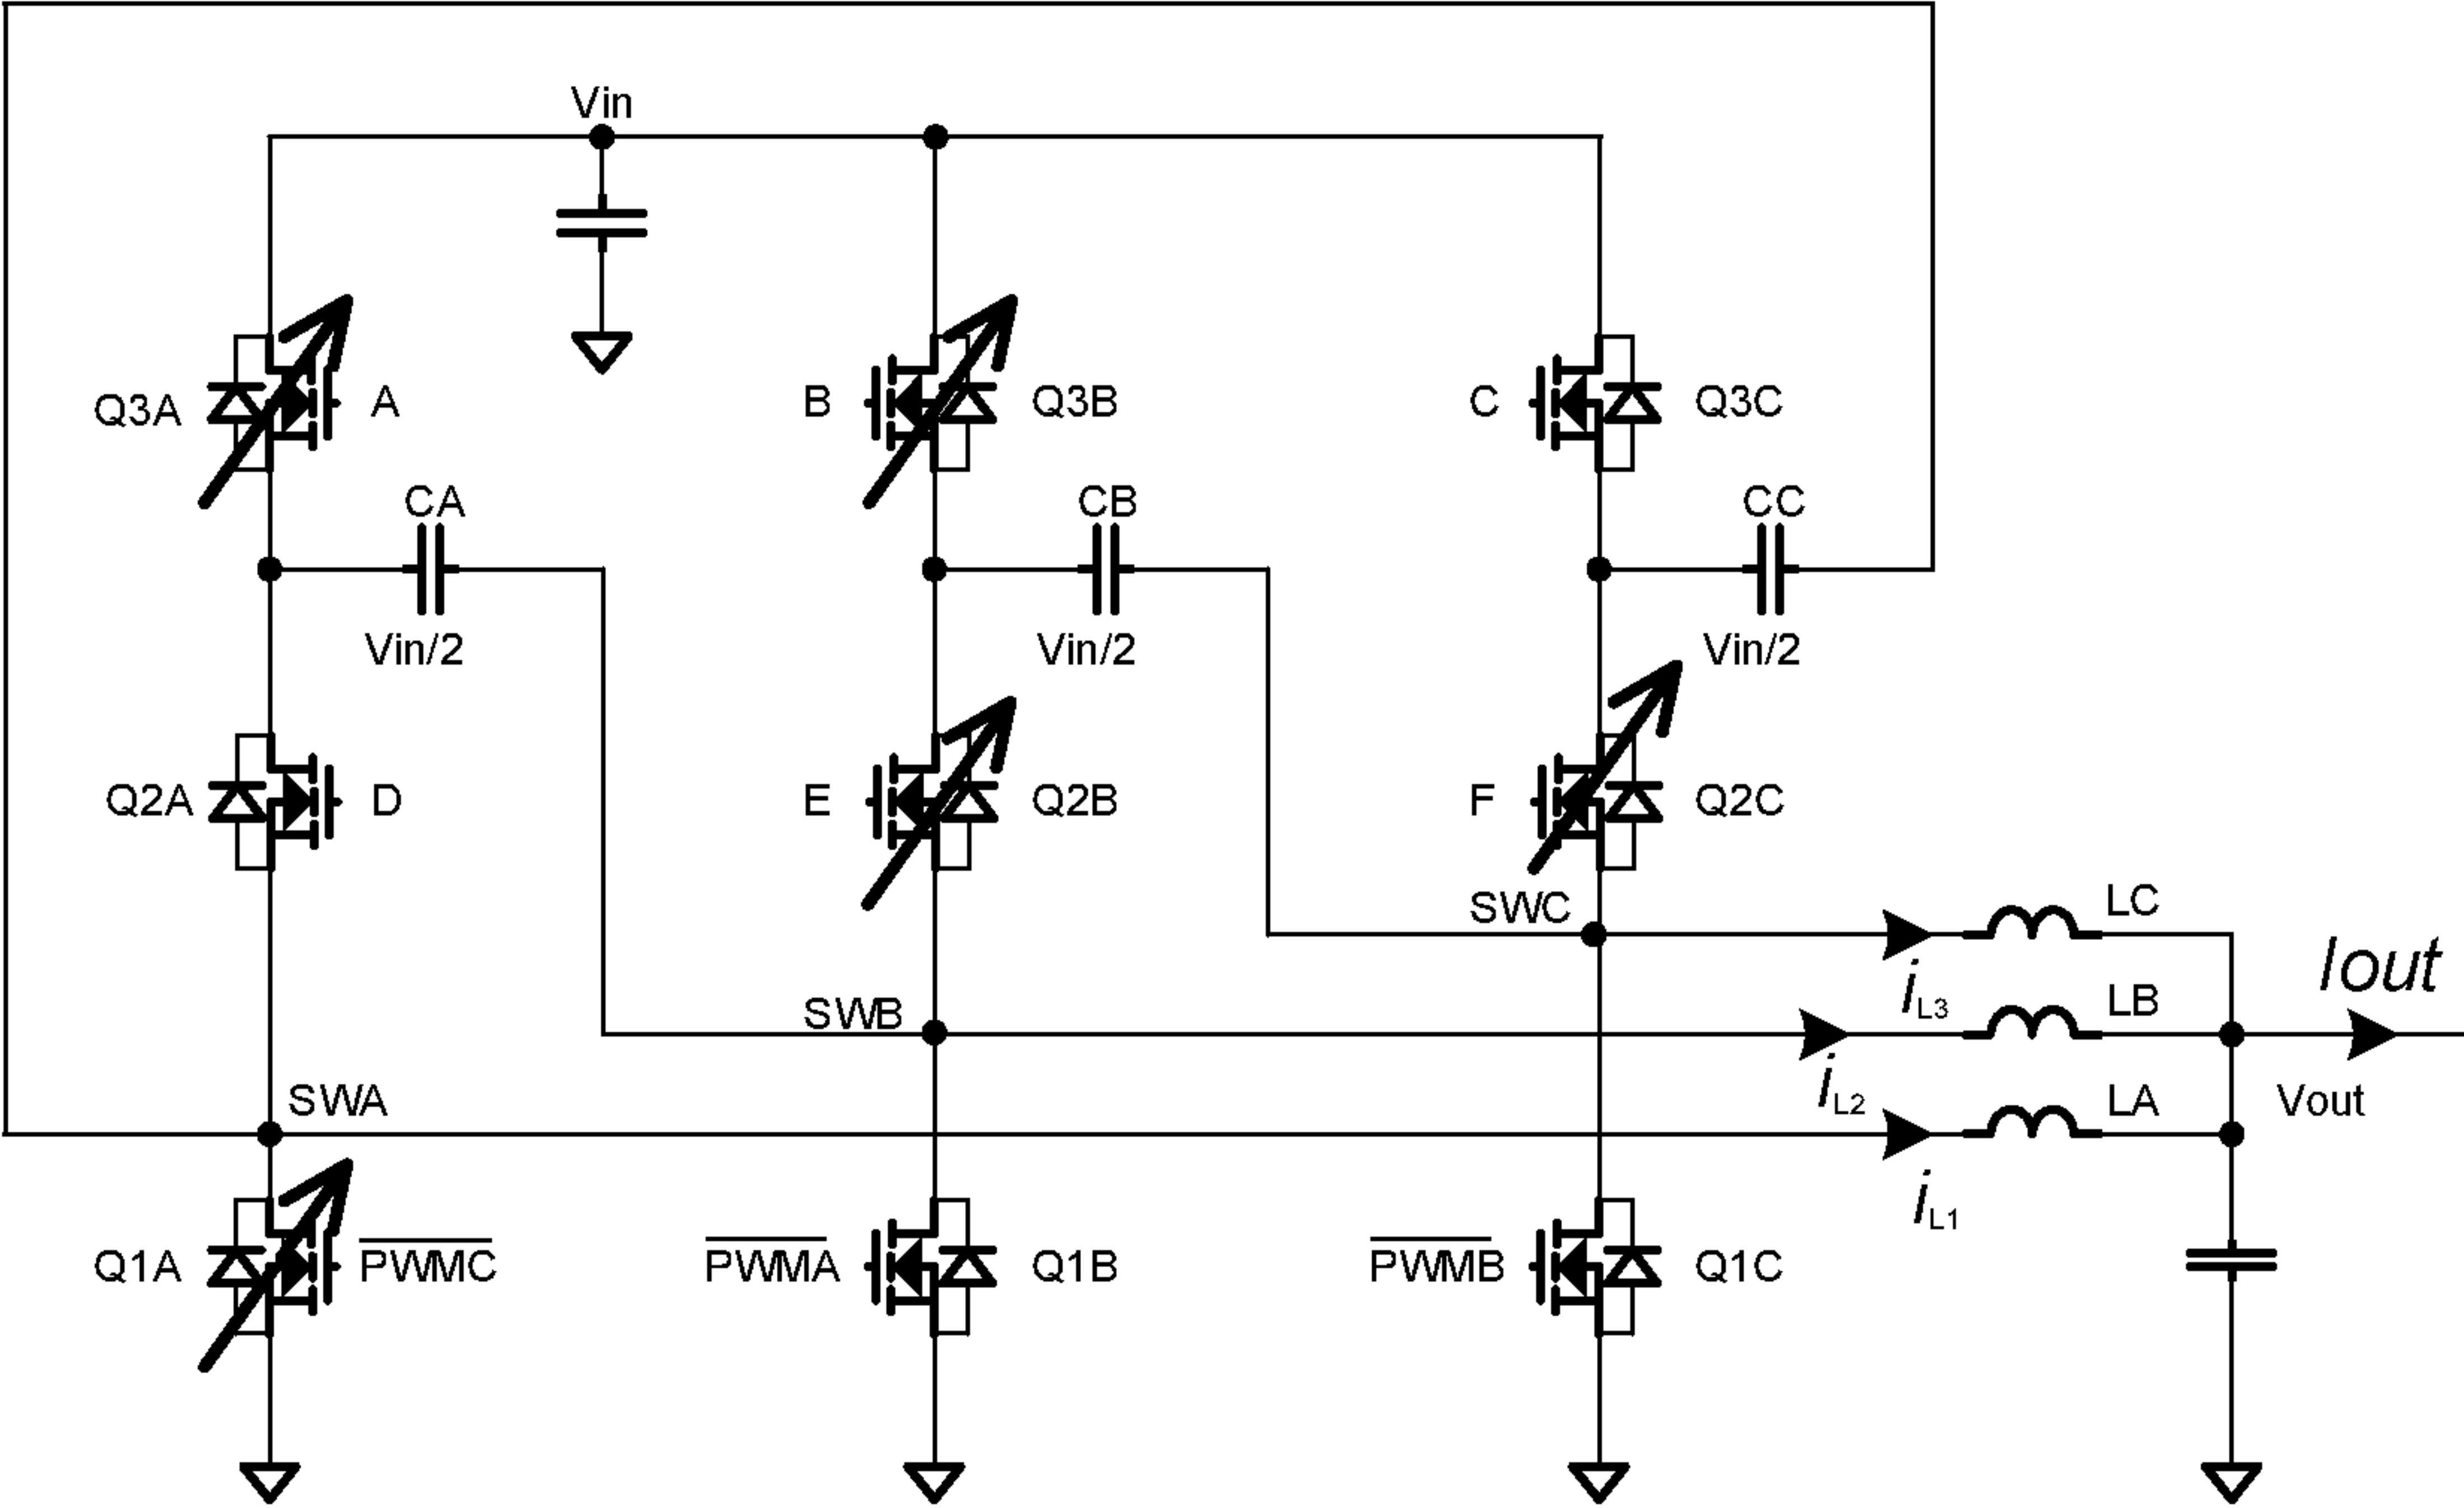 Vin
Q3A
A
B
Q3B
C
Q3C
CA
CB
CC
Vin/2
Vin/2
Vin/2
Q2A
D
E
Q2B
F
Q2C
SWC
LC
iL3
Iout
SWB
LB
iL2
SWA
LA
Vout
iL1
Q1A
PWMC
PWMA
Q1B
PWMB
Q1C